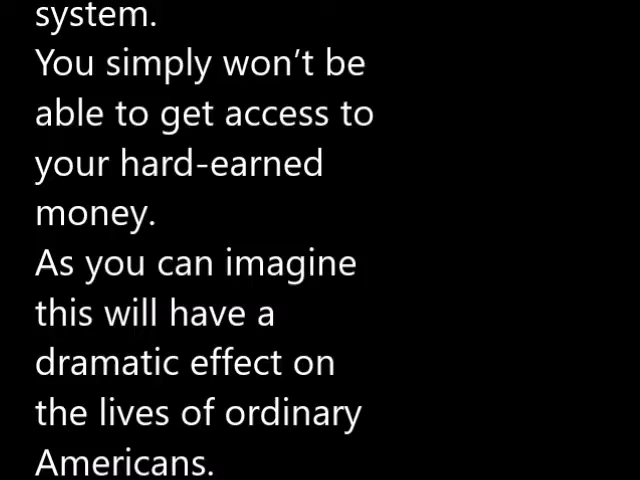 system.
You simply won’t be
able to get access to
your hard-earned
money.
As you can imagine
this will have a
dramatic effect on
the lives of ordinary
Americans.